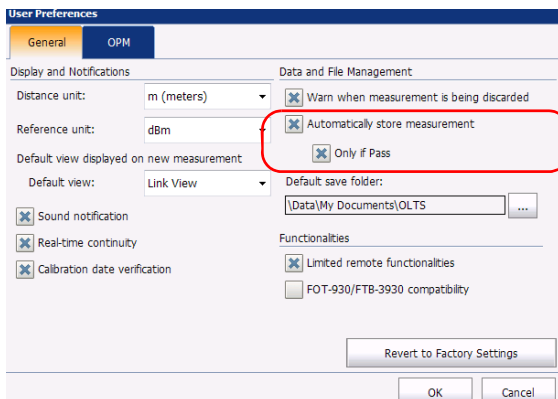 User Preferences
General
OPM
Display and Notifications
Distance unit:
m (meters)
Reference unit:
dBm
Default view displayed on new measurement
Default view:
Link View
Sound notification
Real-time continuity
Calibration date verification
Data and File Management
Warn when measurement is being discarded
Automatically store measurement
Only if Pass
Default save folder:
\Data\My Documents\OLTS
...
Functionalities
Limited remote functionalities
FOT-930/FTB-3930 compatibility
Revert to Factory Settings
OK
Cancel